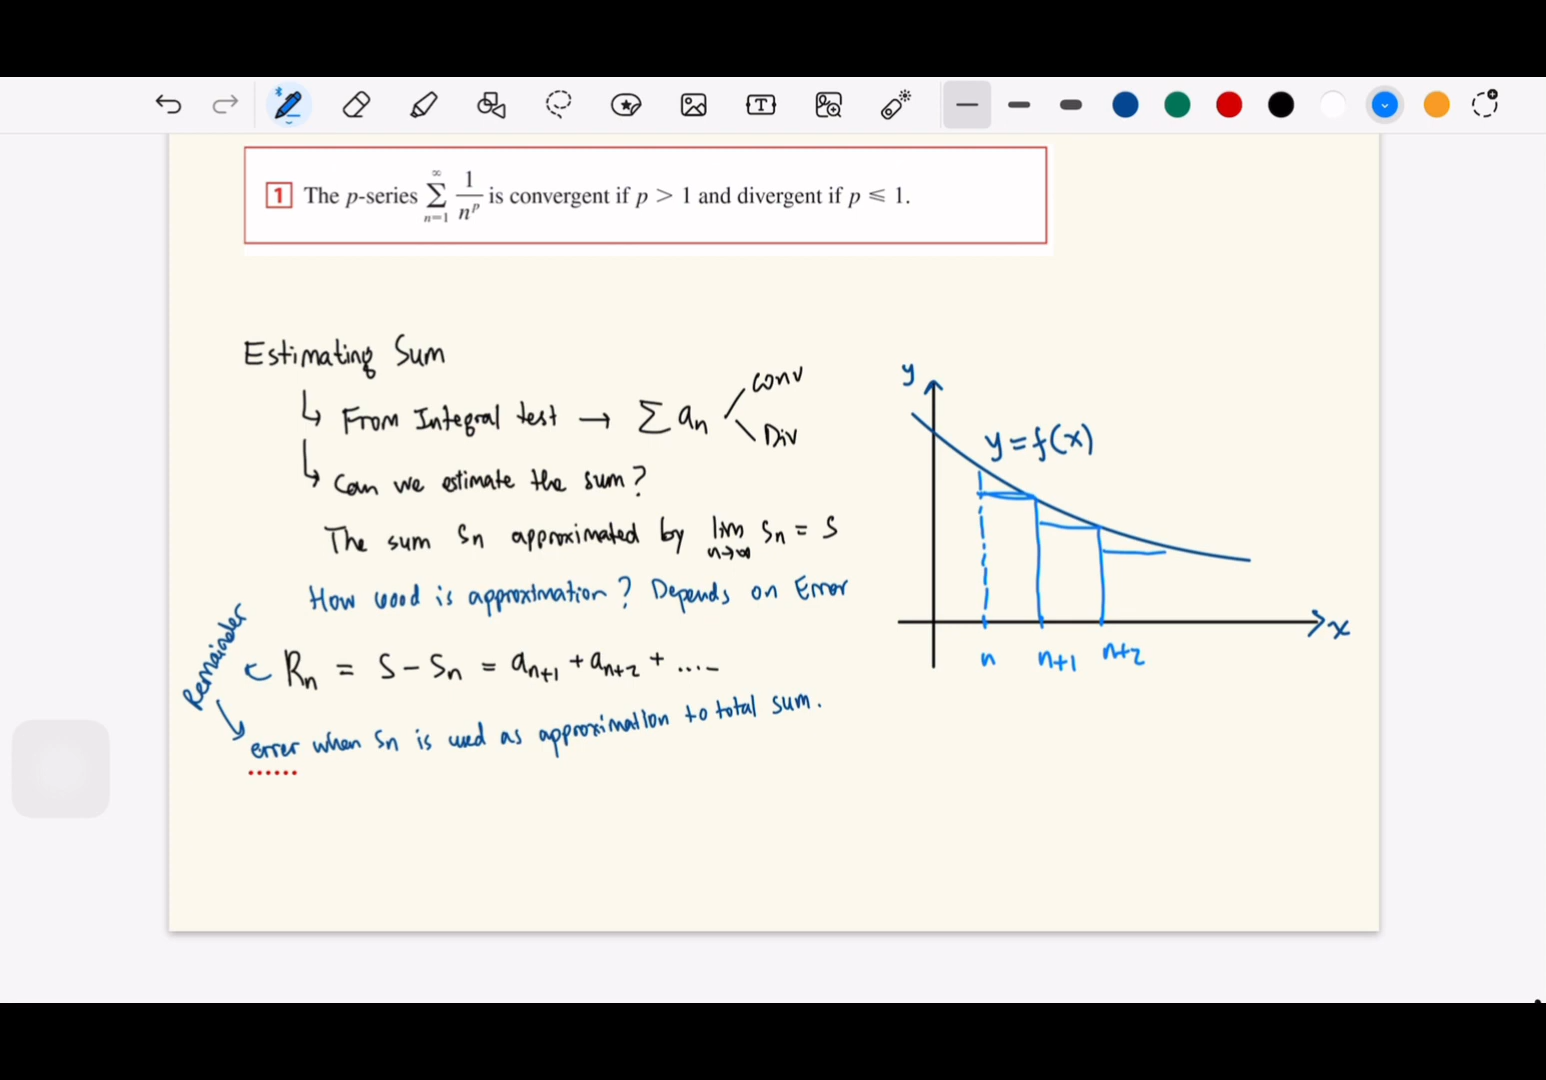 1 The p-series ∑_{n=1}^{∞} 1/n^p is convergent if p > 1 and divergent if p ⩽ 1.
Estimating Sum
↳ From Integral test → ∑ a_n < Conv
Div
↳ Can we estimate the sum?
The sum S_n approximated by lim_{n→∞} S_n = S
How good is approximation? Depends on Error
Remainder
R_n = S - S_n = a_{n+1} + a_{n+2} + ....
error when S_n is used as approximation to total sum.
y
y = f(x)
x
n n+1 n+2